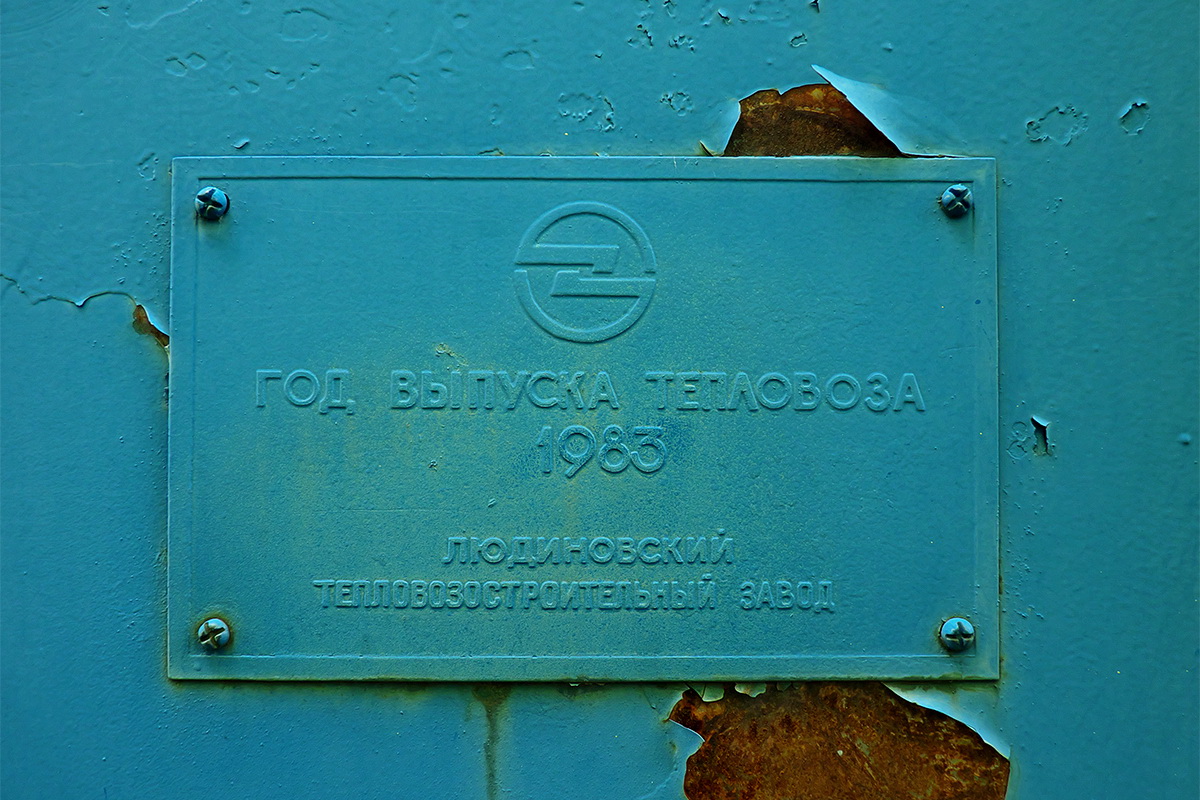 ГОД ВЫПУСКА ТЕПЛОВОЗА
1983
ЛЮДИНОВСКИЙ
ТЕПЛОВОЗОСТРОИТЕЛЬНЫЙ ЗАВОД